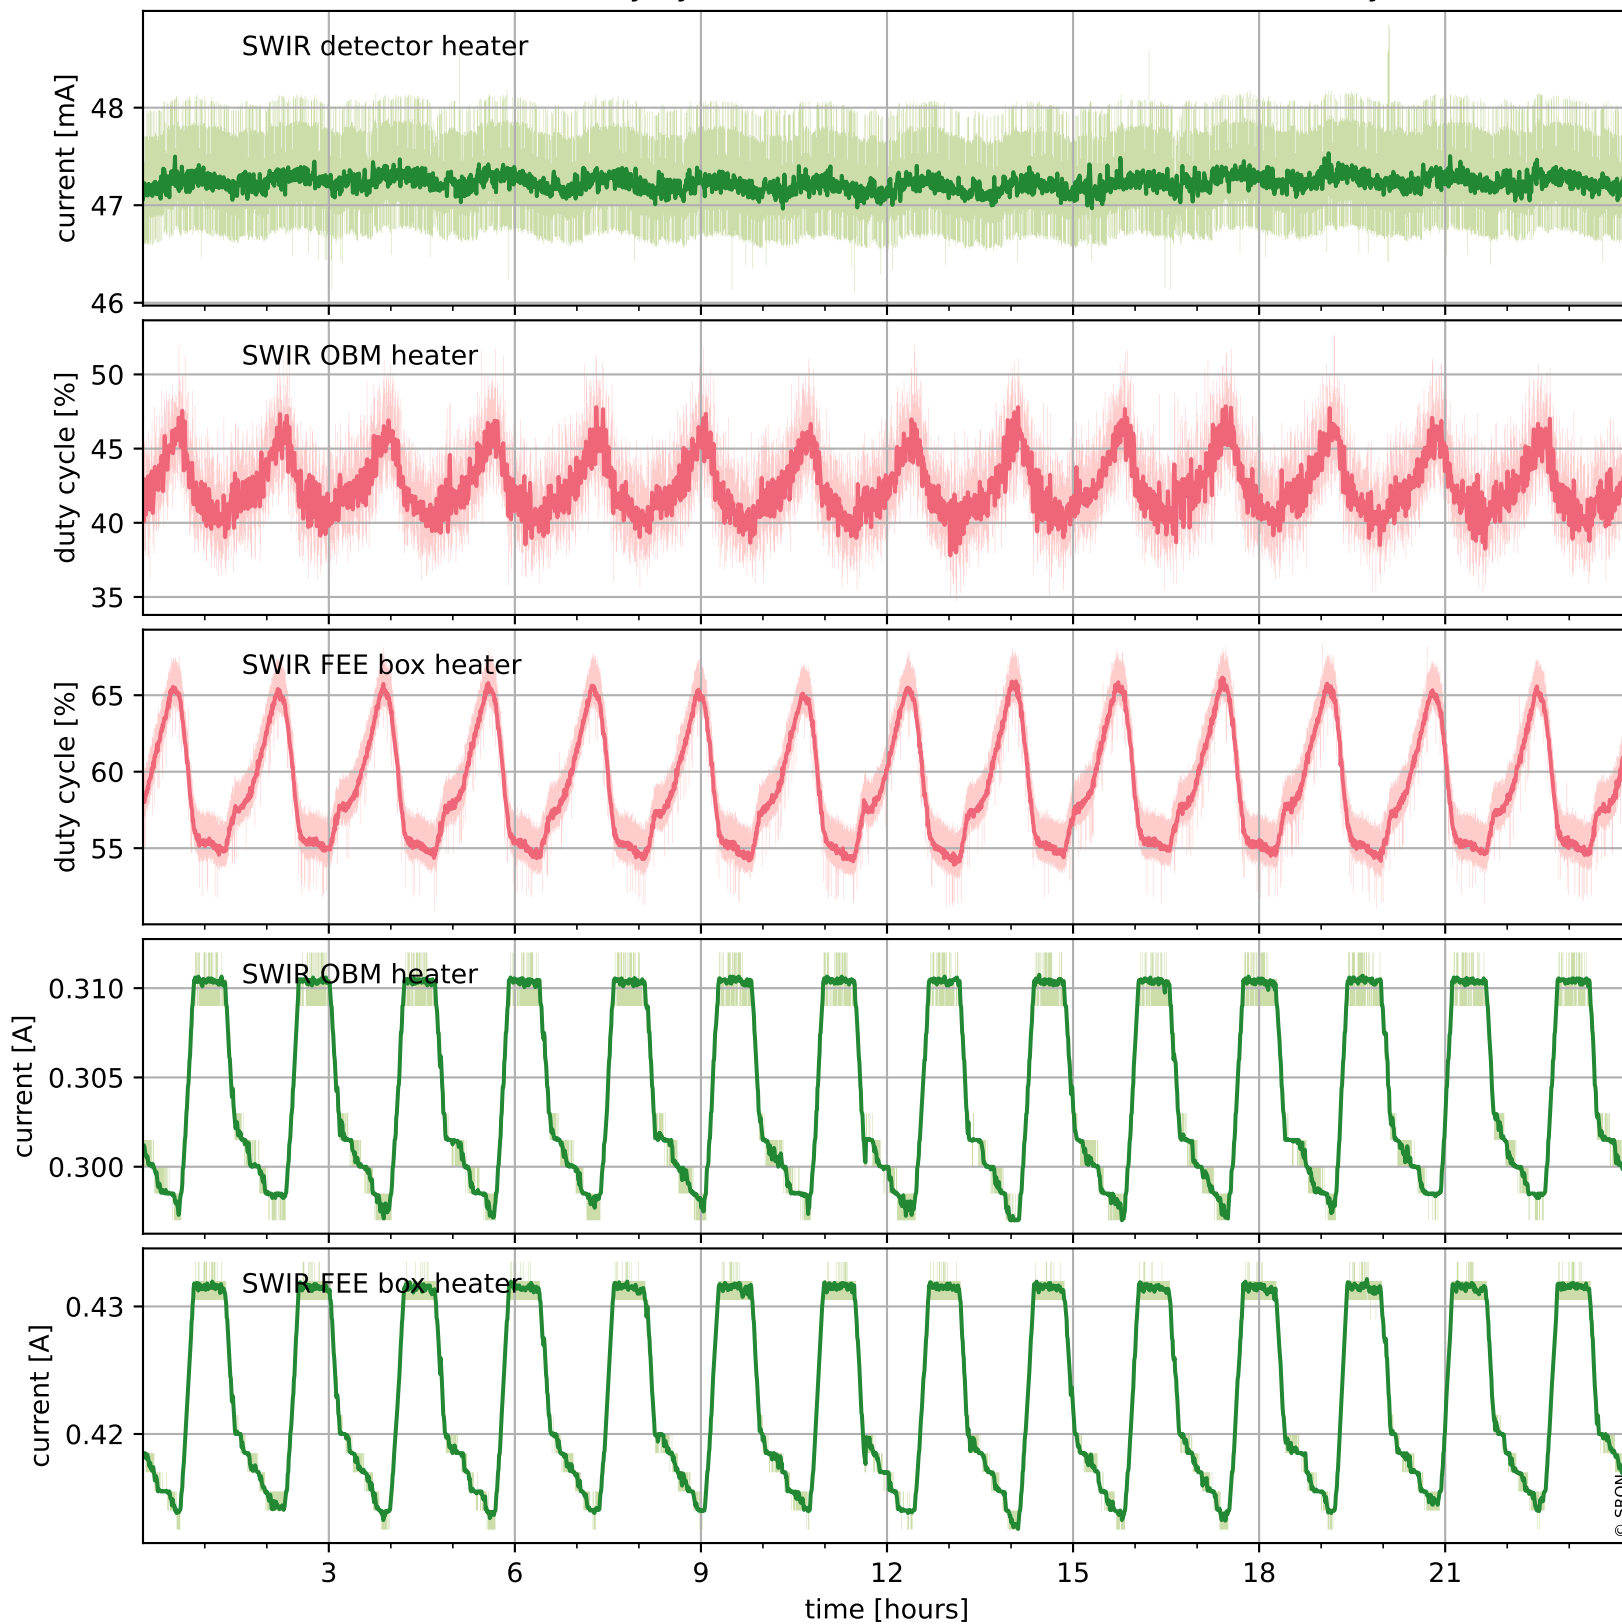 SWIR detector heater
current [mA]
48
47
46
SWIR OBM heater
duty cycle [%]
50
45
40
35
SWIR FEE box heater
duty cycle [%]
65
60
55
SWIR OBM heater
current [A]
0.310
0.305
0.300
SWIR FEE box heater
current [A]
0.43
0.42
© SRON
3 6 9 12 15 18 21
time [hours]